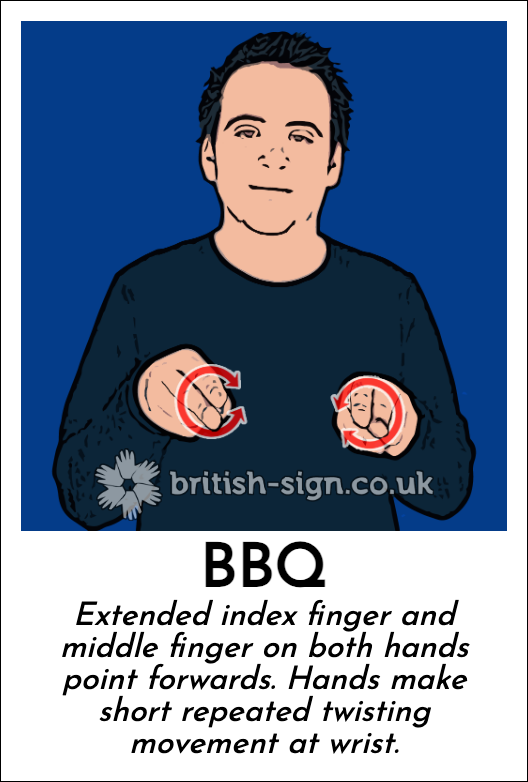 british-sign.co.uk
BBQ
Extended index finger and
middle finger on both hands
point forwards. Hands make
short repeated twisting
movement at wrist.